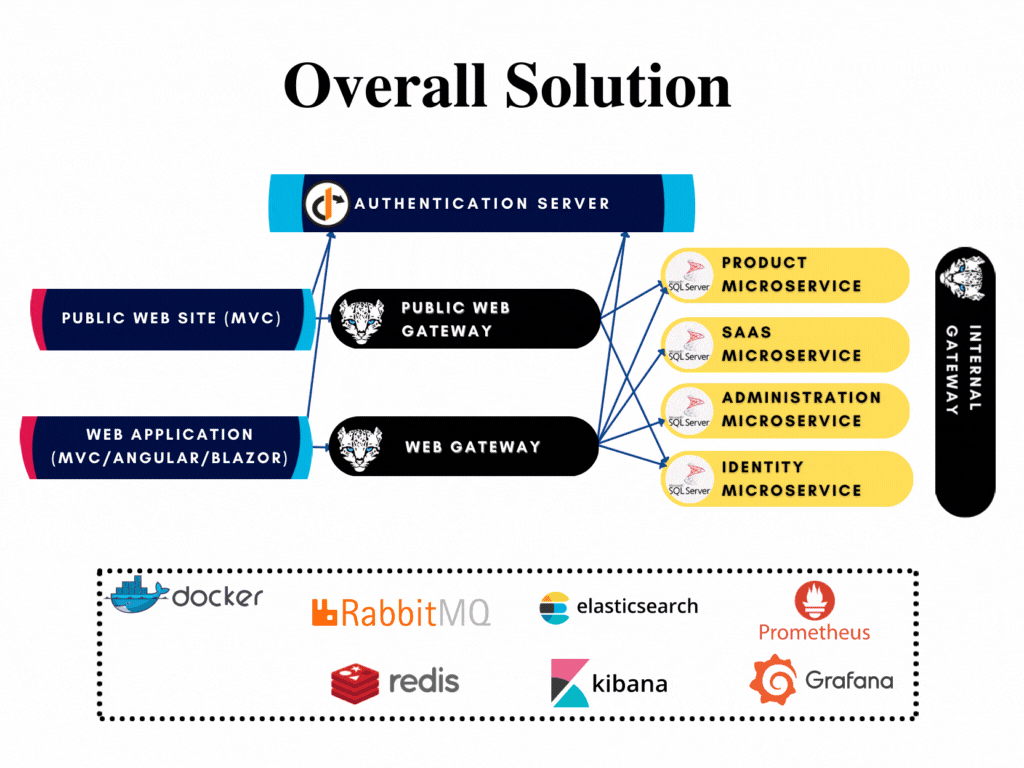 Overall Solution
AUTHENTICATION SERVER
PUBLIC WEB SITE (MVC)
PUBLIC WEB
GATEWAY
WEB APPLICATION
(MVC/ANGULAR/BLAZOR)
WEB GATEWAY
SQL Server
PRODUCT
MICROSERVICE
SQL Server
SAAS
MICROSERVICE
SQL Server
ADMINISTRATION
MICROSERVICE
SQL Server
IDENTITY
MICROSERVICE
INTERNAL
GATEWAY
docker
RabbitMQ
elasticsearch
Prometheus
redis
kibana
Grafana